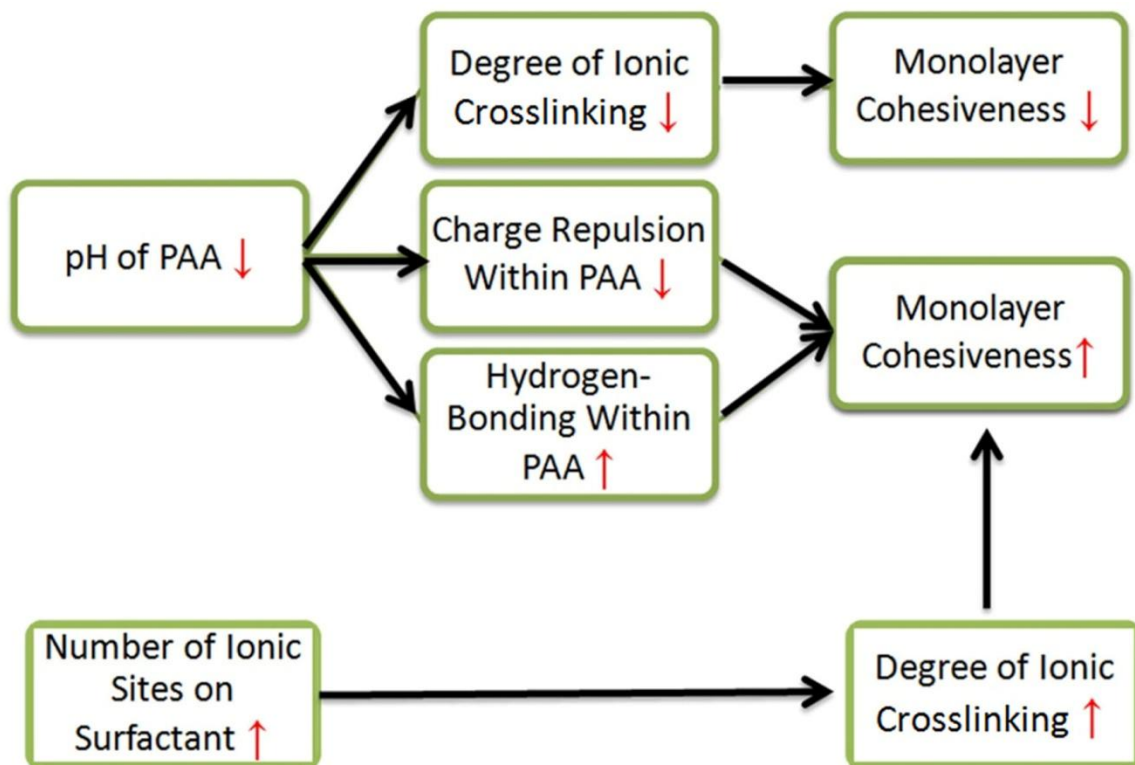 Degree of Ionic
Crosslinking ↓
Monolayer
Cohesiveness ↓
pH of PAA ↓
Charge Repulsion
Within PAA ↓
Monolayer
Cohesiveness↑
Hydrogen-
Bonding Within
PAA ↑
Number of Ionic
Sites on
Surfactant ↑
Degree of Ionic
Crosslinking ↑